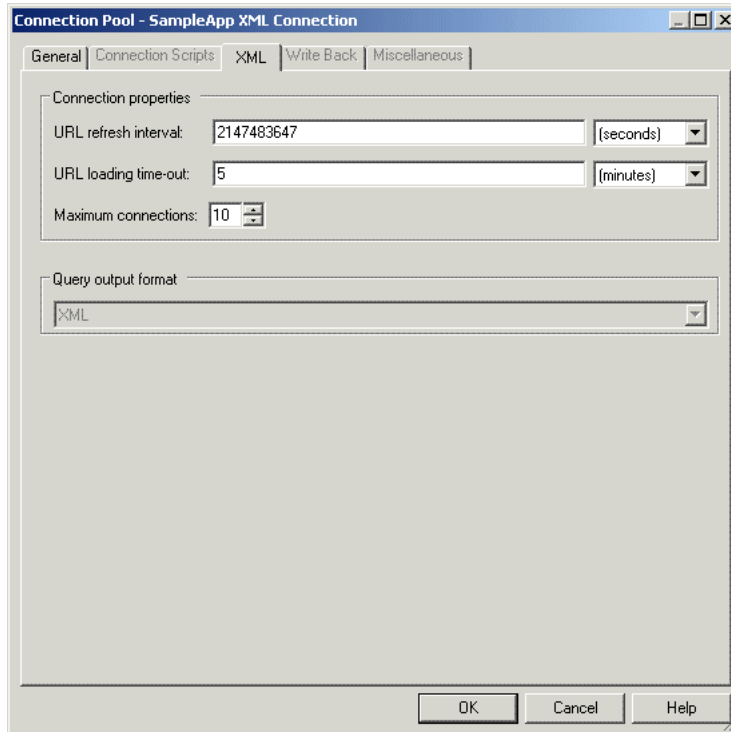 Connection Pool - SampleApp XML Connection
General Connection Scripts XML Write Back Miscellaneous
Connection properties
URL refresh interval: 2147483647 (seconds)
URL loading time-out: 5 (minutes)
Maximum connections: 10
Query output format
XML
OK Cancel Help